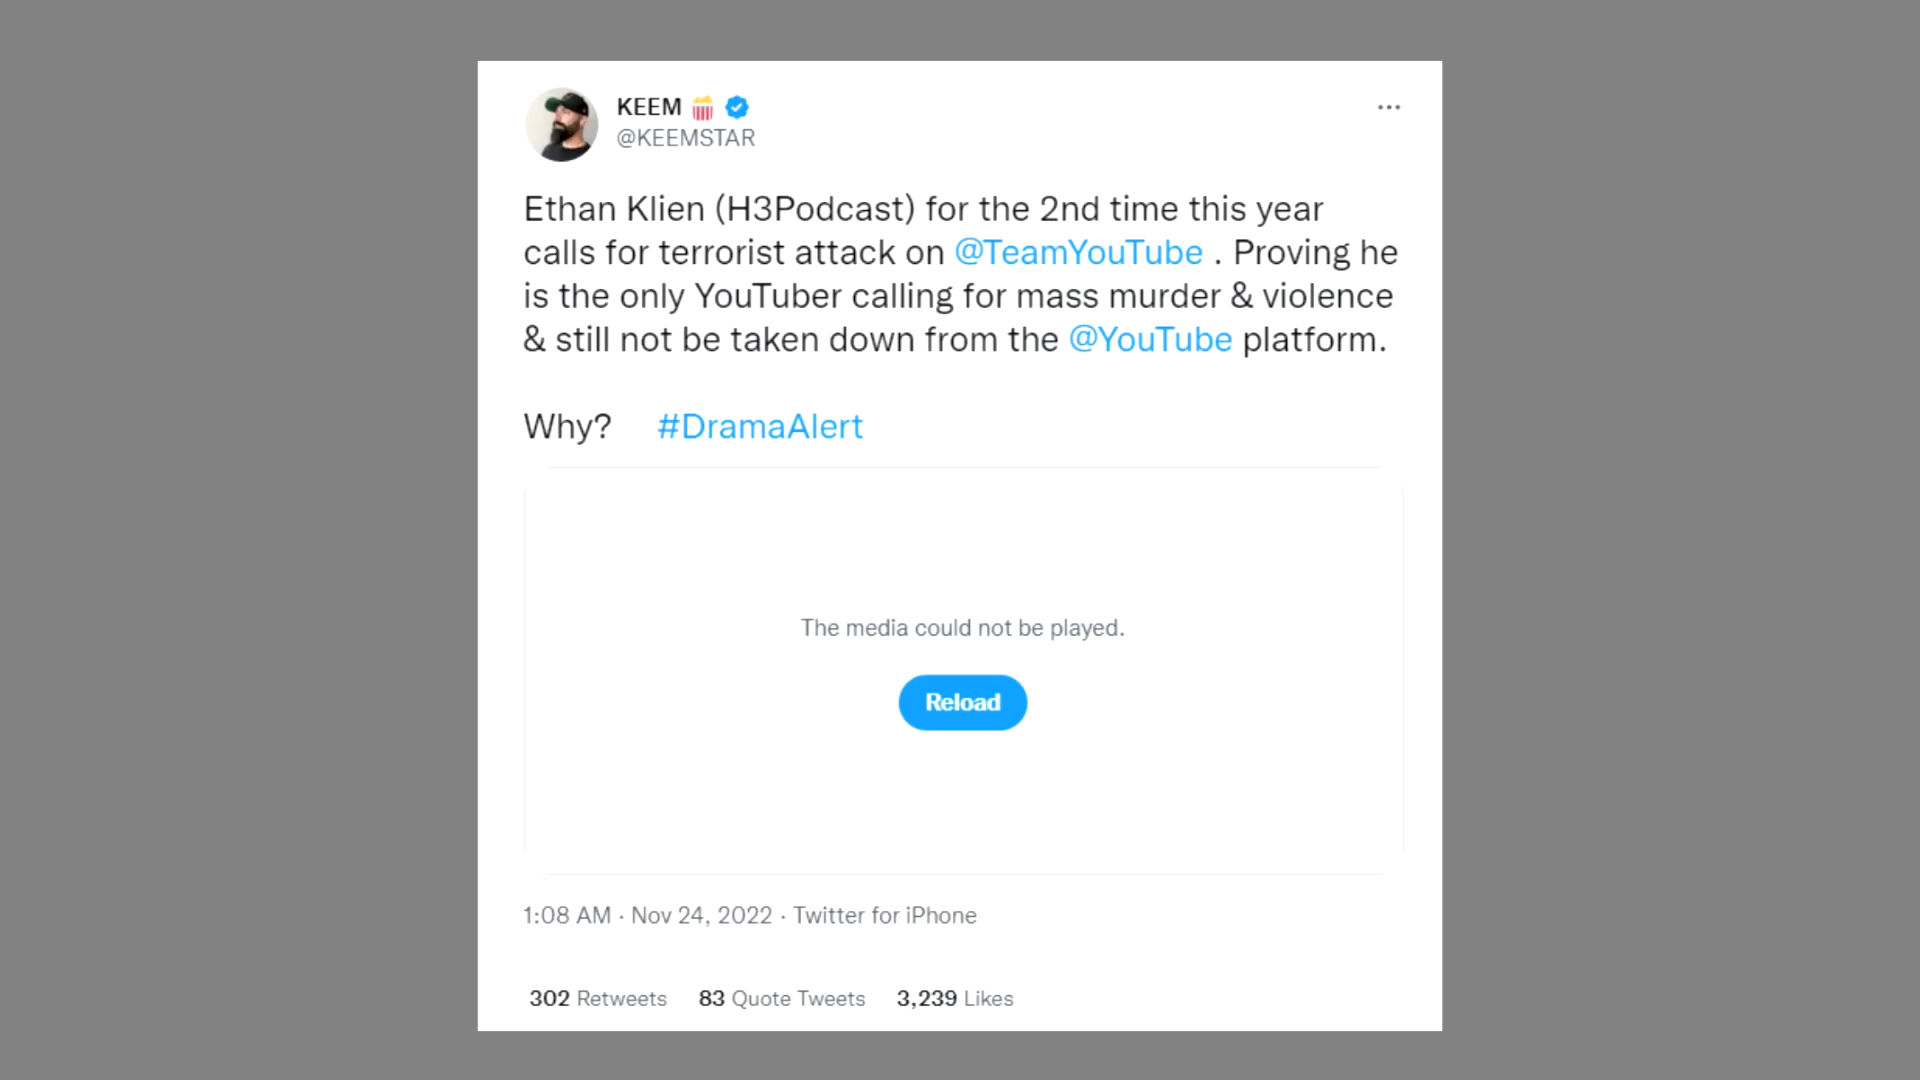 KEEM 🍿
@KEEMSTAR
Ethan Klien (H3Podcast) for the 2nd time this year
calls for terrorist attack on @TeamYouTube . Proving he
is the only YouTuber calling for mass murder & violence
& still not be taken down from the @YouTube platform.
Why? #DramaAlert
The media could not be played.
Reload
1:08 AM · Nov 24, 2022 · Twitter for iPhone
302 Retweets 83 Quote Tweets 3,239 Likes